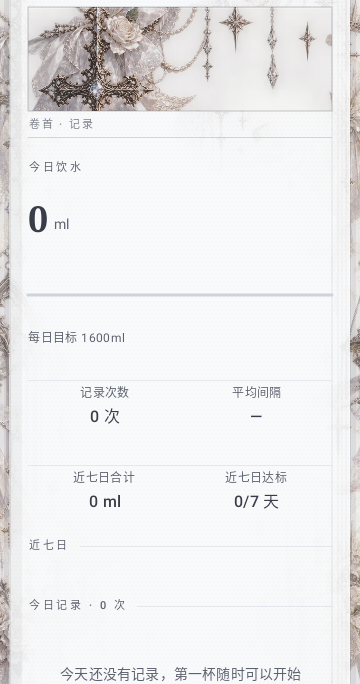 卷首 · 记录
今日饮水
0 ml
每日目标 1600ml
记录次数
0 次
平均间隔
—
近七日合计
0 ml
近七日达标
0/7 天
近七日
今日记录 · 0 次
今天还没有记录，第一杯随时可以开始